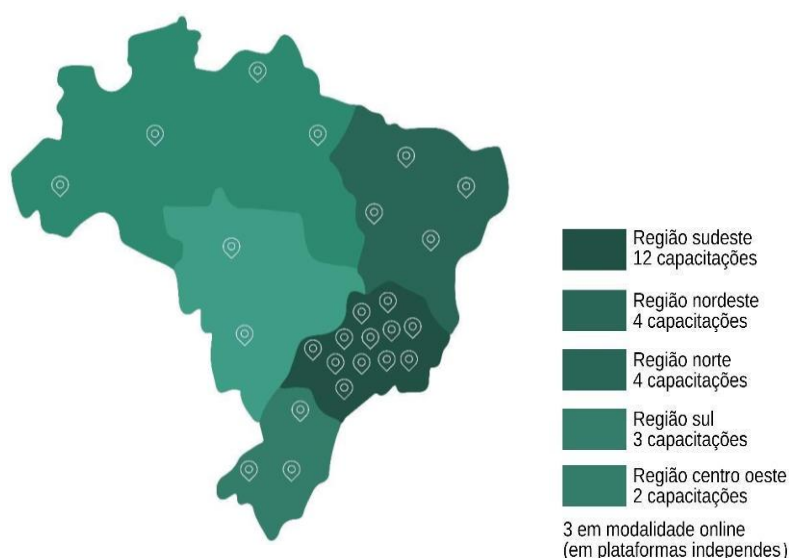 Região sudeste
12 capacitações
Região nordeste
4 capacitações
Região norte
4 capacitações
Região sul
3 capacitações
Região centro oeste
2 capacitações
3 em modalidade online
(em plataformas independes)